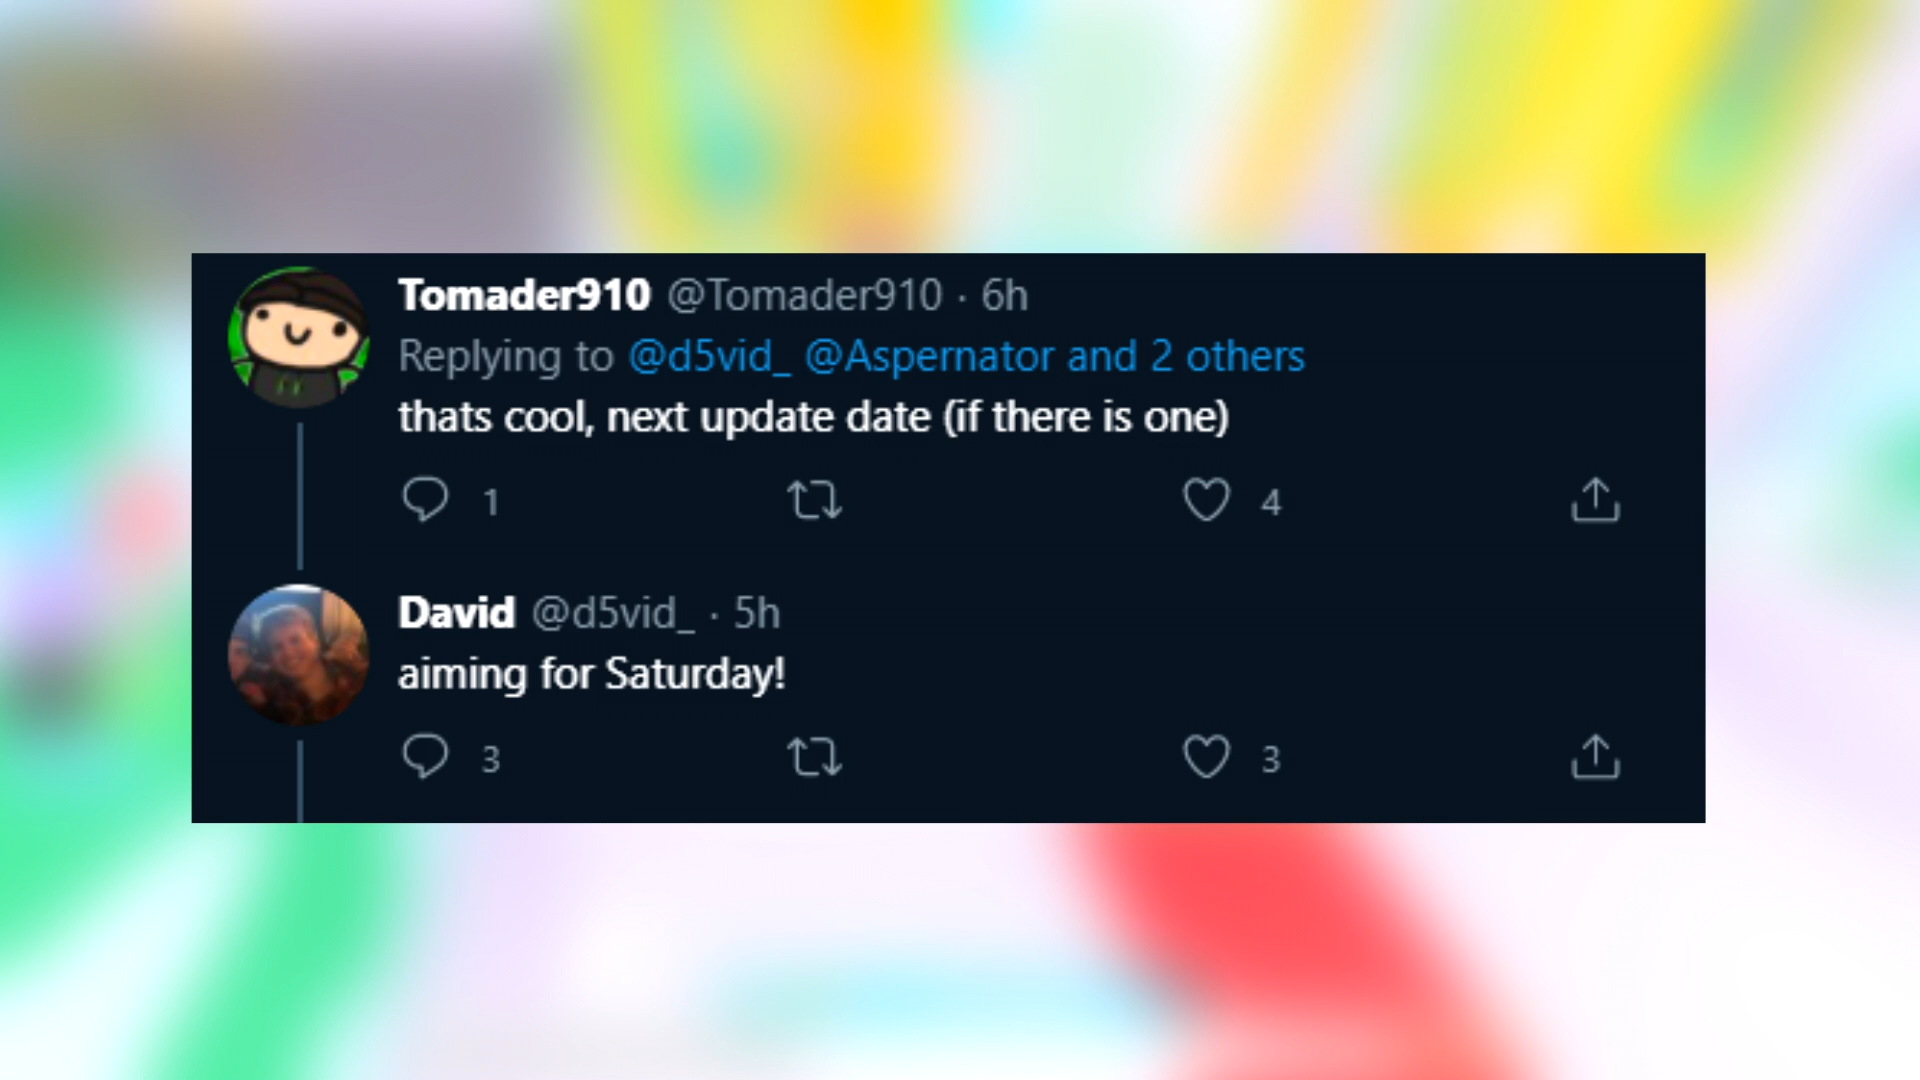 Tomader910 @Tomader910 · 6h
Replying to @d5vid_ @Aspernator and 2 others
thats cool, next update date (if there is one)
1 4
David @d5vid_ · 5h
aiming for Saturday!
3 3